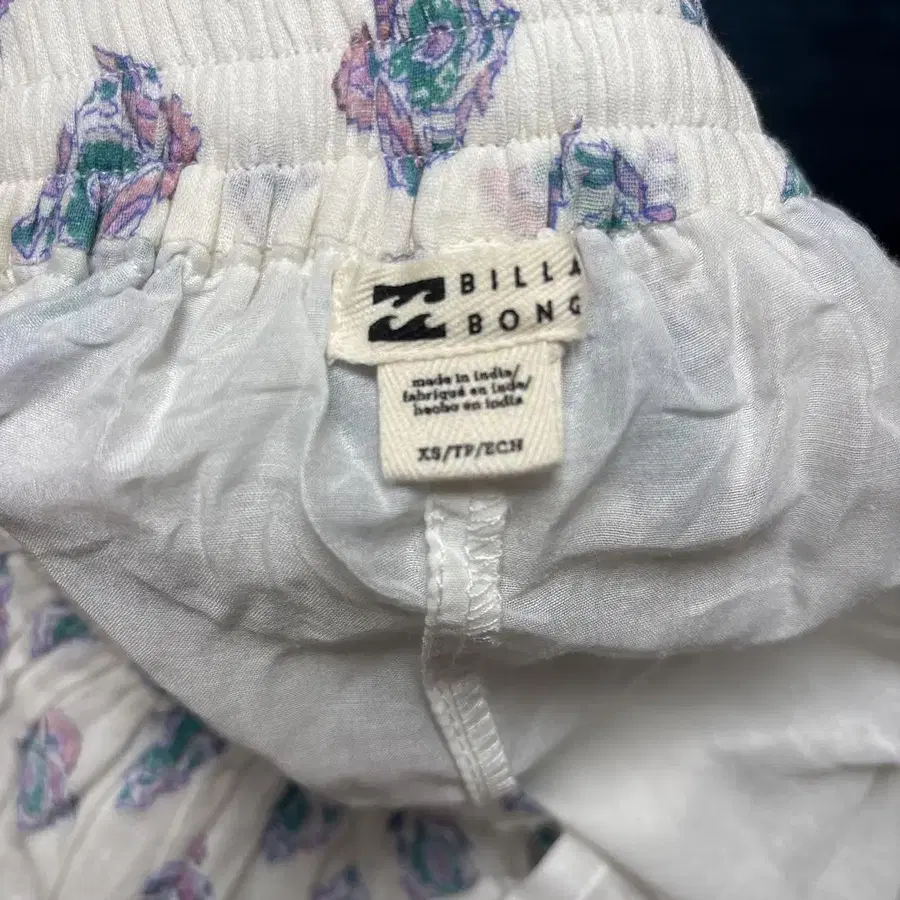 BILLA
BONG
made in india/
fabriqué en inde/
hecho en india
XS/TP/ECH